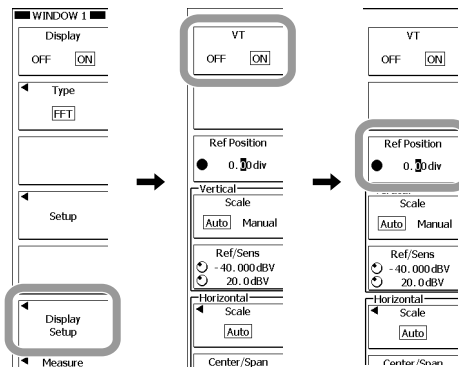 WINDOW 1
Display
OFF ON
Type
FFT
Setup
Display
Setup
Measure
VT
OFF ON
Ref Position
0.00div
Vertical
Scale
Auto Manual
Ref/Sens
-40.000dBV
20.0dBV
Horizontal
Scale
Auto
Center/Span
VT
OFF ON
Ref Position
0.00div
Scale
Auto Manual
Ref/Sens
-40.000dBV
20.0dBV
Horizontal
Scale
Auto
Center/Span